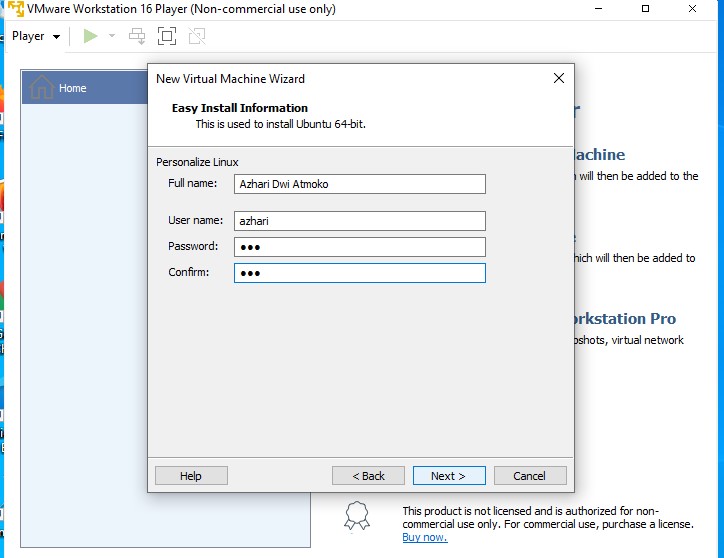 VMware Workstation 16 Player (Non-commercial use only)
Player
Home
New Virtual Machine Wizard
Easy Install Information
This is used to install Ubuntu 64-bit.
Personalize Linux
Full name: Azhari Dwi Atmoko
User name: azhari
Password: ●●●
Confirm: ●●●
Help < Back Next > Cancel
achine
will then be added to the
hich will then be added to
rkstation Pro
pshots, virtual network
This product is not licensed and is authorized for non-
commercial use only. For commercial use, purchase a license.
Buy now.